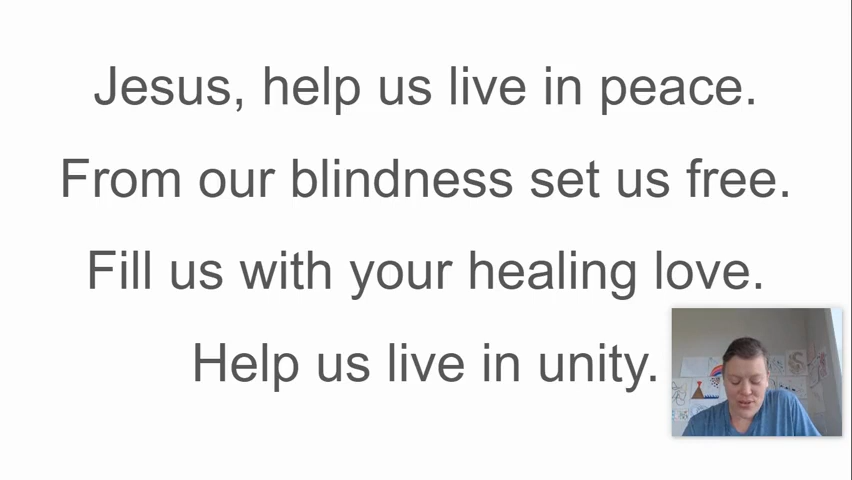 Jesus, help us live in peace.
From our blindness set us free.
Fill us with your healing love.
Help us live in unity.